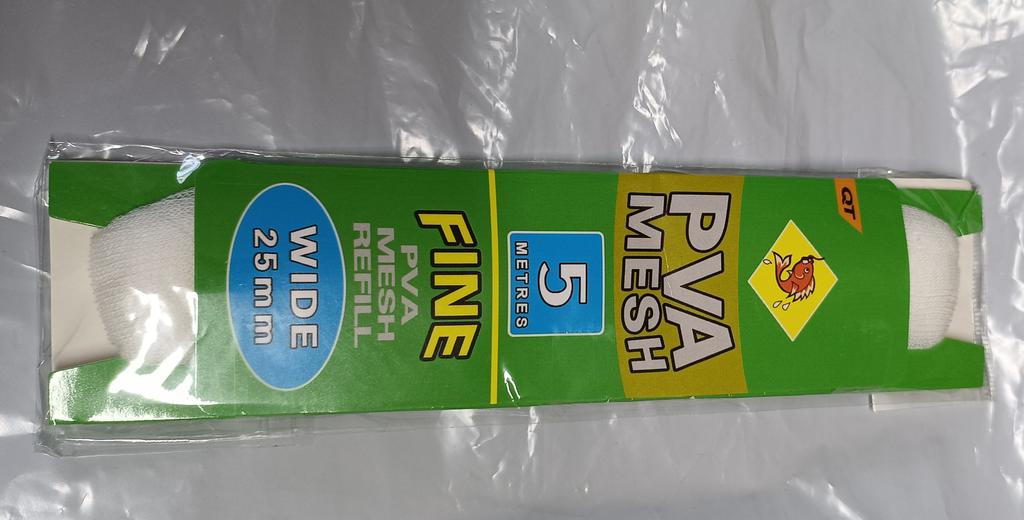 QT
PVA
MESH
5
METRES
FINE
PVA
MESH
REFILL
WIDE
25mm